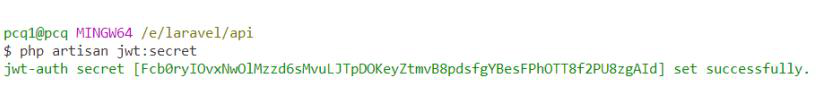 pcq1@pcq MINGW64 /e/laravel/api
$ php artisan jwt:secret
jwt-auth secret [Fcb0ryIOvxNwOlMzzd6sMvuLJTpDOKeyZtmvB8pdsfgYBesFPhOTT8f2PU8zgAId] set successfully.